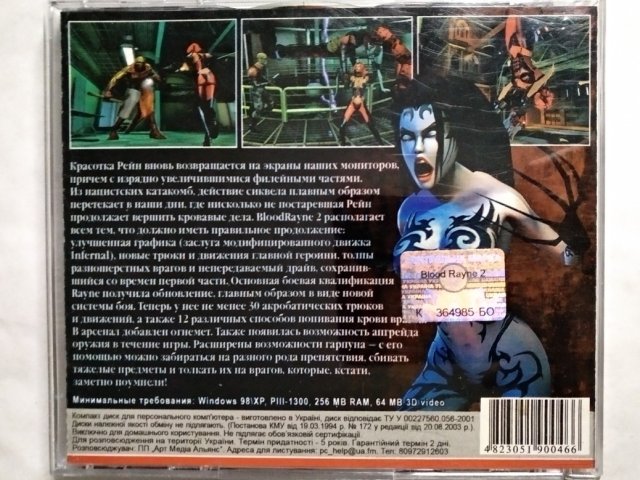 Красотка Рейн вновь возвращается на экраны наших мониторов,
причем с изрядно увеличившимися филейными частями.
Из нацистских катакомб, действие сиквела плавным образом
перетекает в наши дни, где нисколько не постаревшая Рейн
продолжает вершить кровавые дела. BloodRayne 2 располагает
всем тем, что должно иметь правильное продолжение:
улучшенная графика (заслуга модифицированного движка
Infernal), новые трюки и движения главной героини, толпы
разношерстных врагов и непередаваемый драйв, сохранив-
шийся со времен первой части. Основная боевая квалификация
Rayne получила обновление, главным образом в виде новой
системы боя. Теперь у нее не менее 30 акробатических трюков
и движений, а также 12 различных способов попивания крови вра
В арсенал добавлен огнемет. Также появилась возможность апгрейда
оружия в течение игры. Расширены возможности гарпуна – с его
помощью можно забираться на разного рода препятствия, сбивать
тяжелые предметы и толкать их на врагов, которые, кстати,
заметно поумнели!
Blood Rayne 2
К 364985 БО
Минимальные требования: Windows 98\XP, PIII-1300, 256 MB RAM, 64 MB 3D video
Компакт диск для персонального комп'ютера - виготовлено в Україні, диск відповідає ТУ У 00227560.056-2001
Диски належної якості обміну не підлягають. (Постанова КМУ від 19.03.1994 р. № 172 у редакції від 20.08.2003 р.).
Виключно для домашнього користування. Не підлягає обов'язковій сертифікації.
Для розповсюдження на території України. Термін придатності - 5 років. Гарантійний термін 2 дні.
Розповсюджувач: ПП „Арт Медіа Альянс". Адреса для листування: pc_help@ua.fm. Тел: 80972912603
4823051900466